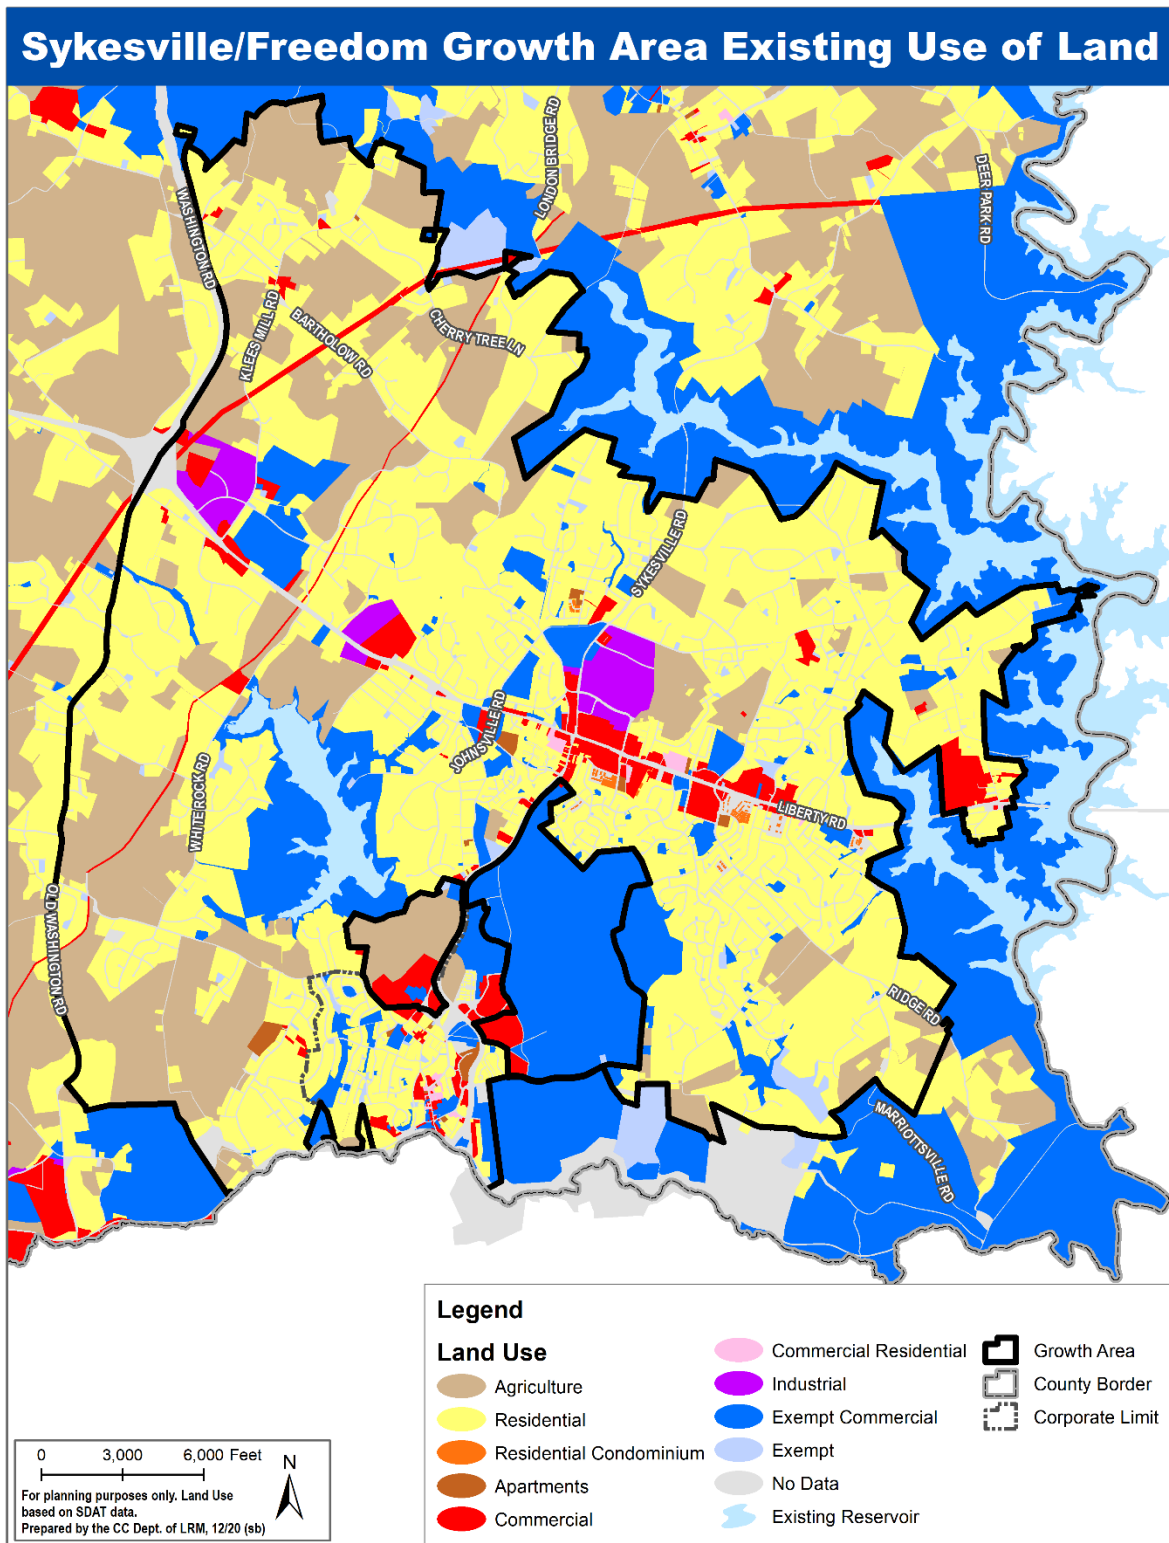 Sykesville/Freedom Growth Area Existing Use of Land
WASHINGTON RD
LONDON BRIDGE RD
DEER PARK RD
KLEES MILL RD
BARTHOLOW RD
CHERRY TREE LN
SYKESVILLE RD
JOHNSVILLE RD
WHITE ROCK RD
LIBERTY RD
OLD WASHINGTON RD
RIDGE RD
MARRIOTTSVILLE RD
Legend
Land Use
Agriculture
Residential
Residential Condominium
Apartments
Commercial
Commercial Residential
Industrial
Exempt Commercial
Exempt
No Data
Existing Reservoir
Growth Area
County Border
Corporate Limit
0 3,000 6,000 Feet
N
For planning purposes only. Land Use
based on SDAT data.
Prepared by the CC Dept. of LRM, 12/20 (sb)